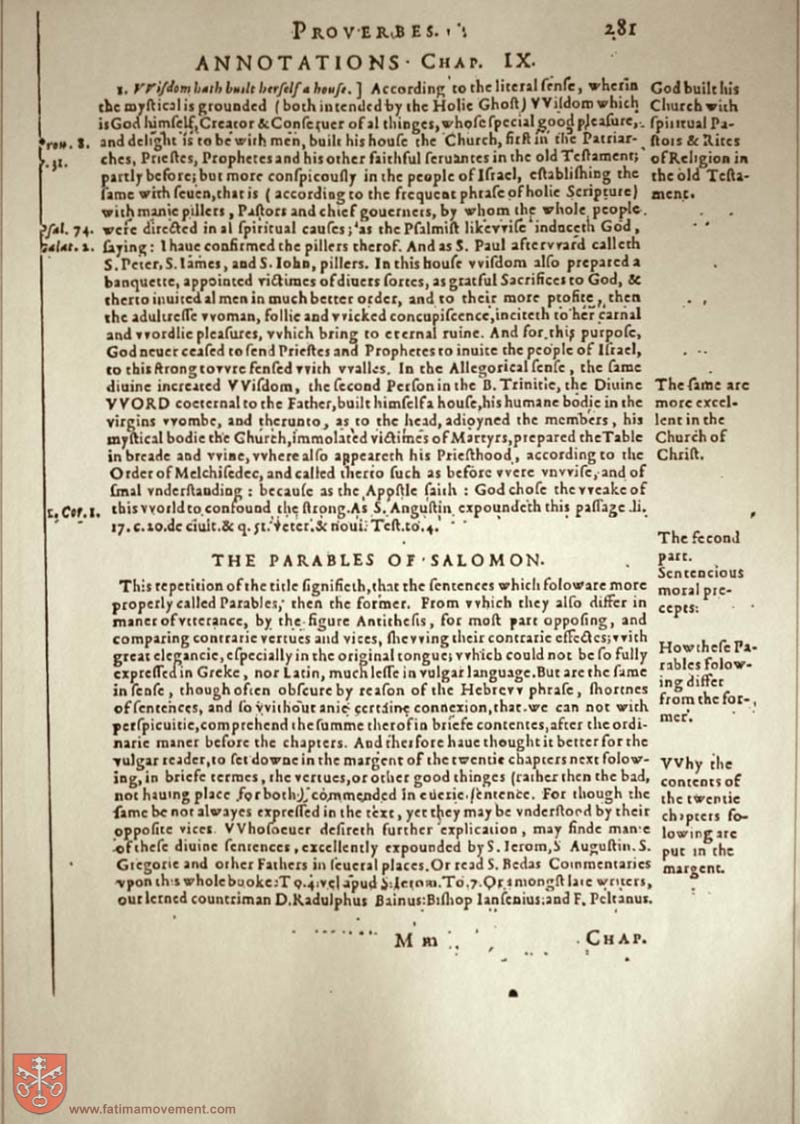 PROVERBES.
281
ANNOTATIONS. CHAP. IX.
1. VVisdom hath built herself a house. ] According to the literal sense, wherin
the mystical is grounded (both intended by the Holie Ghost) VVisdom which
is God himself, Creator & Conseruer of al thinges, whose special good pleasure,
and delight is to be with men, built his house the Church, first in the Patriar-
ches, Priestes, Prophetes and his other faithful seruantes in the old Testament;
partly before; but more conspicously in the people of Israel, establishing the
same with seuen, that is (according to the frequent phrase of holie Scripture)
with manie pillers, Pastors and chief gouerners, by whom the whole people
were directed in al spiritual causes; as the Psalmist likevvise induceth God,
saying: I haue confirmed the pillers therof. And as S. Paul aftervvard calleth
S. Peter, S. Iames, and S. Iohn, pillers. In this house vvisdom also prepared a
banquette, appointed victimes of diuers sortes, as gratful Sacrifices to God, &
therto inuited al men in much better order, and to their more profite, then
the adultresse vvoman, follie and vvicked concupiscence, inciteth to her carnal
and vvordlie pleasures, vvhich bring to eternal ruine. And for this purpose,
God neuer ceased to send Priestes and Prophetes to inuite the people of Israel,
to this strong tovvre fensed vvith vvalles. In the Allegorical sense, the same
diuine increated VVisdom, the second Person in the B. Trinitie, the Diuine
VVORD coeternal to the Father, built himself a house, his humane bodie in the
virgins vvombe, and therunto, as to the head, adioyned the members, his
mystical bodie the Church, immolated victimes of Martyrs, prepared the Table
in breade and vvine, vvhere also appeareth his Priesthood, according to the
Order of Melchisedec, and called therto such as before vvere vnvvise, and of
smal vnderstanding: because as the Apostle saith: God chose the vveake of
this vvorld to confound the strong. As S. Augustin expoundeth this passage li.
17. c. 20. de ciuit. & q. 51. Veter. & noui. Test. to. 4.
Prou. 8.
v. 31.
Psal. 74.
Galat. 2.
1. Cor. 1.
God built his
Church with
spiritual Pa-
stors & Rites
of Religion in
the old Testa-
ment.
The same are
more excel-
lent in the
Church of
Christ.
THE PARABLES OF SALOMON.
This repetition of the title signifieth, that the sentences which folow are more
properly called Parables, then the former. From vvhich they also differ in
maner of vtterance, by the figure Antithesis, for most part opposing, and
comparing contrarie vertues and vices, shevving their contrarie effectes; vvith
great elegancie, especially in the original tongue; vvhich could not be so fully
expressed in Greke, nor Latin, much lesse in vulgar language. But are the same
in sense, though often obscure by reason of the Hebrevv phrase, shortnes
of sentences, and so vvithout anie certaine connexion, that vve can not with
perspicuitie, comprehend the summe therof in briefe contentes, after the ordi-
narie maner before the chapters. And therfore haue thought it better for the
vulgar reader, to set downe in the margent of the twentie chapters next folow-
ing, in briefe termes, the vertues, or other good thinges (rather then the bad,
not hauing place for both) commended in euerie sentence. For though the
same be not alwayes expressed in the text, yet they may be vnderstood by their
opposite vices. VVhosoeuer desireth further explication, may finde manie
of these diuine sentences, excellently expounded by S. Ierom, S Augustin. S.
Gregorie and other Fathers in seueral places. Or read S. Bedas Commentaries
vpon this whole booke: To. 4. vel apud S. Ierom. To. 7. Or amongst late writers,
our lerned countriman D. Radulphus Bainus: Bishop Iansenius: and F. Peltanus.
The second
part.
Sentencious
moral pre-
cepts:
How these Pa-
rables folow-
ing differ
from the for-
mer.
VVhy the
contents of
the twentie
chapters fo-
lowing are
put in the
margent.
M m
CHAP.
www.fatimamovement.com